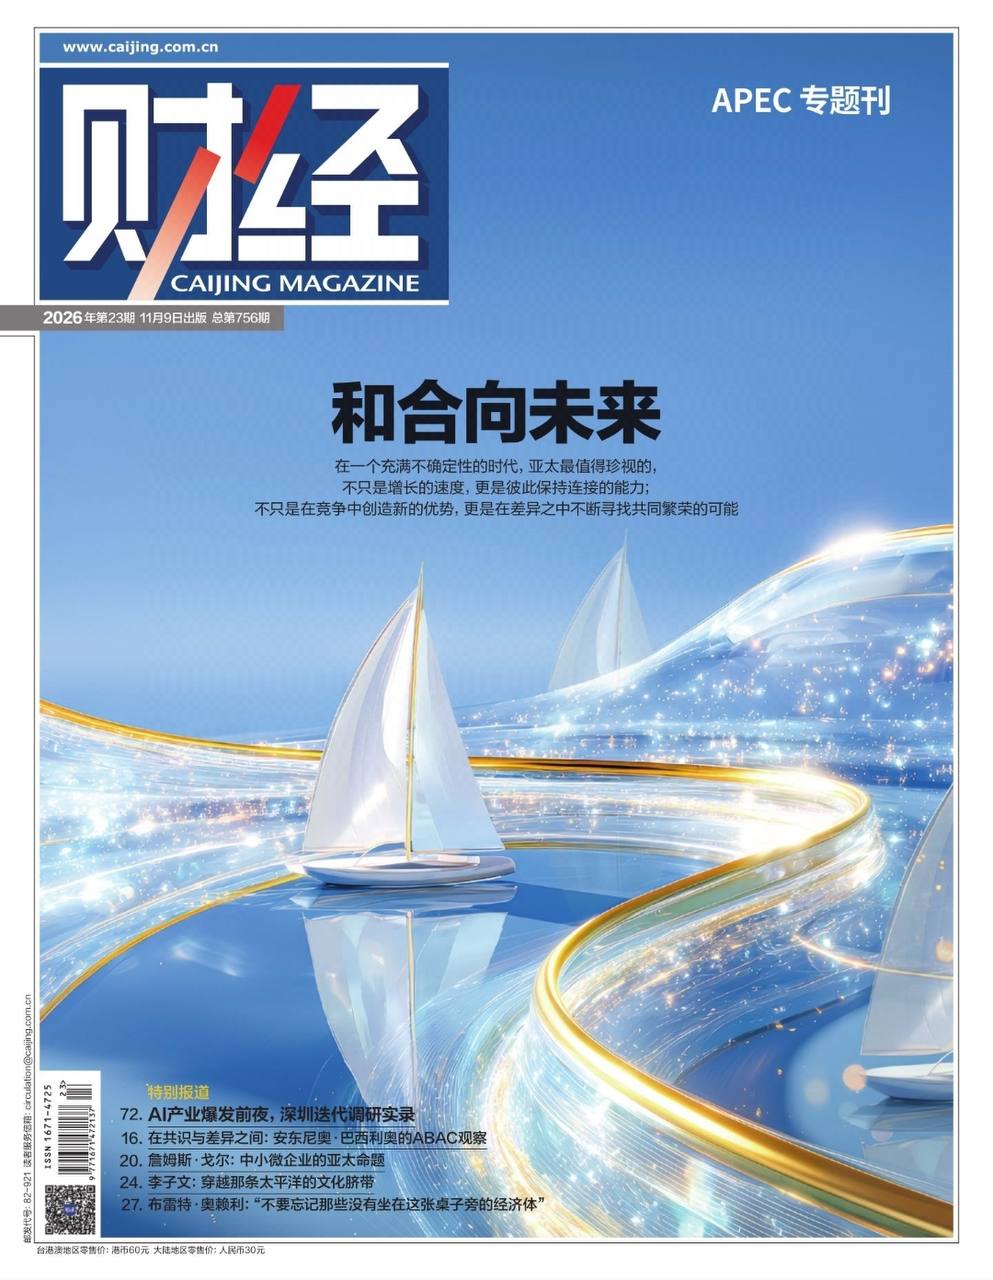 www.caijing.com.cn
财经
CAIJING MAGAZINE
APEC 专题刊
2026年第23期 11月9日出版 总第756期
和合向未来
在一个充满不确定性的时代，亚太最值得珍视的，
不只是增长的速度，更是彼此保持连接的能力；
不只是在竞争中创造新的优势，更是在差异之中不断寻找共同繁荣的可能
特别报道
72. AI产业爆发前夜，深圳迭代调研实录
16. 在共识与差异之间：安东尼奥·巴西利奥的ABAC观察
20. 詹姆斯·戈尔：中小微企业的亚太命题
24. 李子文：穿越那条太平洋的文化脐带
27. 布雷特·奥赖利：“不要忘记那些没有坐在这张桌子旁的经济体”
ISSN 1671-4725
23>
9 771671 472137
邮发代号：82-921 读者服务信箱：circulation@caijing.com.cn
台港澳地区零售价：港币60元 大陆地区零售价：人民币30元